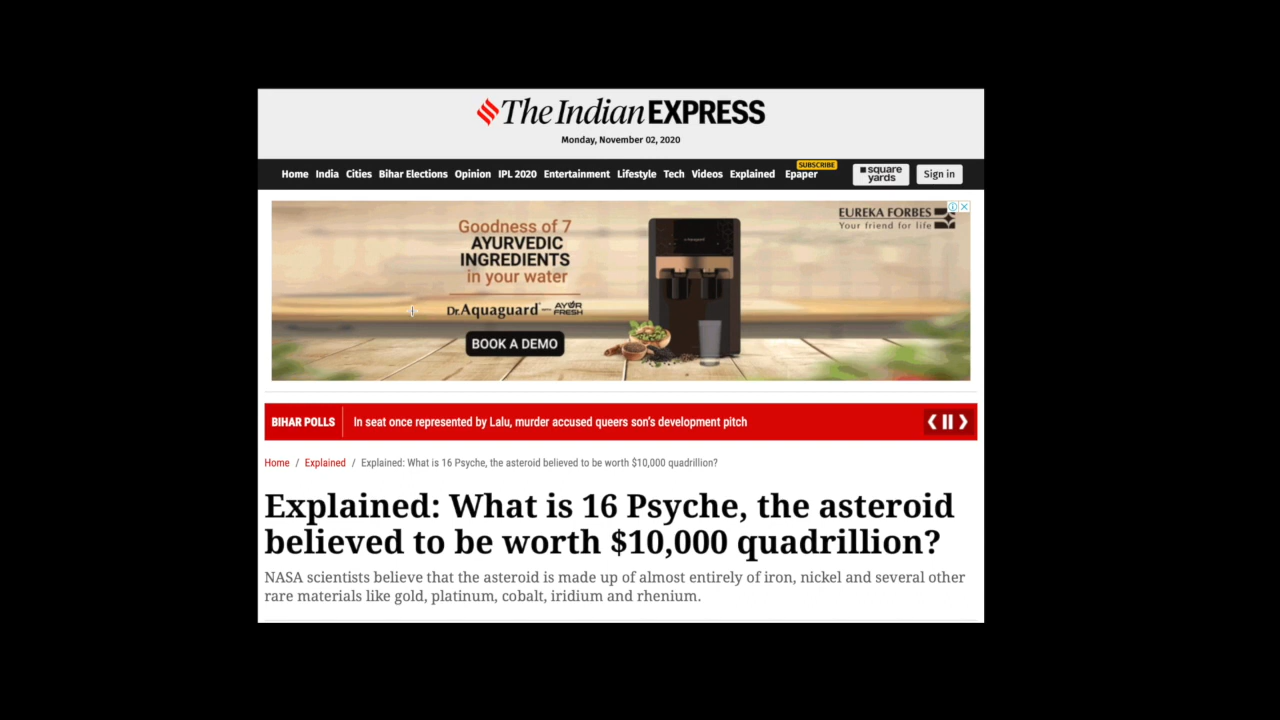 The Indian EXPRESS
Monday, November 02, 2020
SUBSCRIBE
Home India Cities Bihar Elections Opinion IPL 2020 Entertainment Lifestyle Tech Videos Explained Epaper
square
yards
Sign in
Goodness of 7
AYURVEDIC
INGREDIENTS
in your water
Dr.Aquaguard
AYUR
FRESH
BOOK A DEMO
EUREKA FORBES
Your friend for life
BIHAR POLLS In seat once represented by Lalu, murder accused queers son's development pitch
Home / Explained / Explained: What is 16 Psyche, the asteroid believed to be worth $10,000 quadrillion?
Explained: What is 16 Psyche, the asteroid
believed to be worth $10,000 quadrillion?
NASA scientists believe that the asteroid is made up of almost entirely of iron, nickel and several other
rare materials like gold, platinum, cobalt, iridium and rhenium.